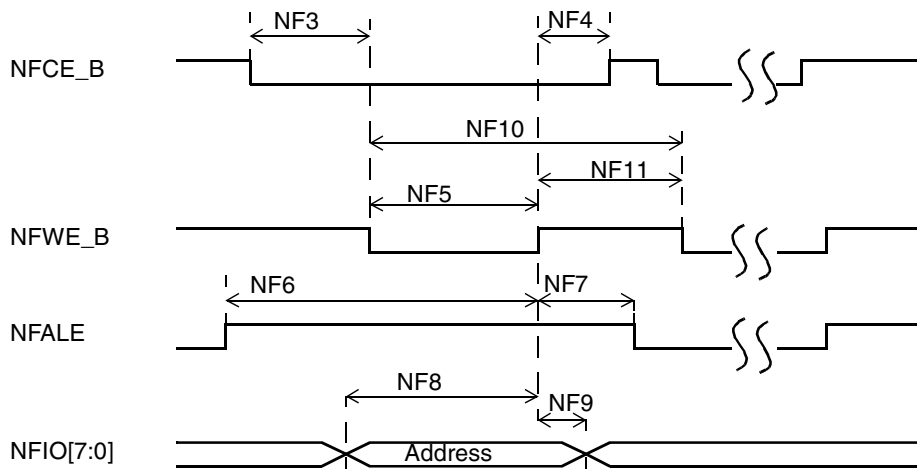 NF3
NF4
NFCE_B
NF10
NF11
NF5
NFWE_B
NF6
NF7
NFALE
NF8
NF9
NFIO[7:0]
Address